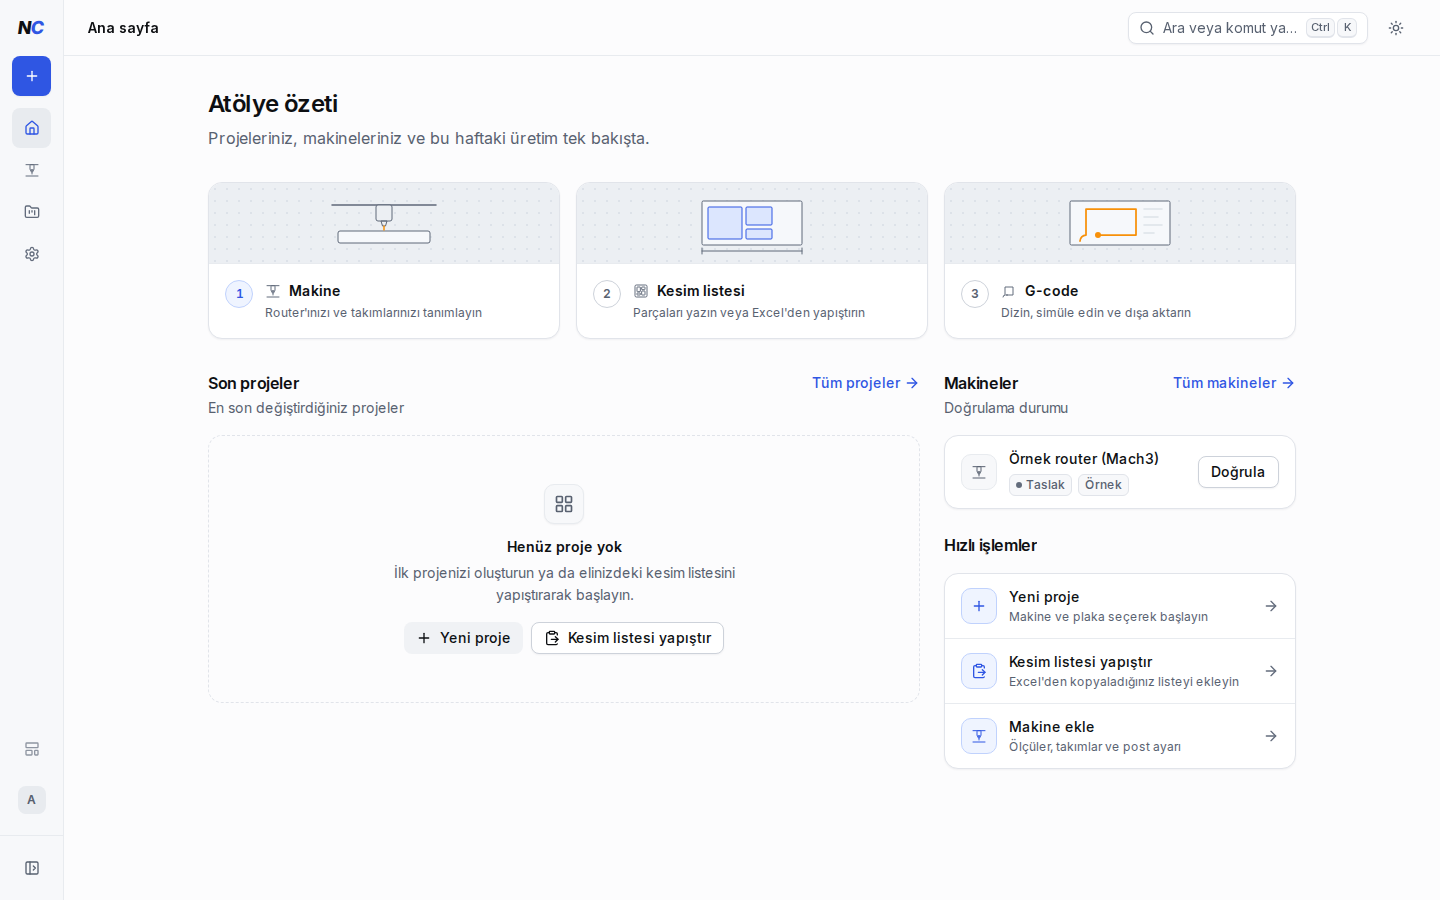 NC
Ana sayfa
Ara veya komut ya... Ctrl K
Atölye özeti
Projeleriniz, makineleriniz ve bu haftaki üretim tek bakışta.
1 Makine
Router'ınızı ve takımlarınızı tanımlayın
2 Kesim listesi
Parçaları yazın veya Excel'den yapıştırın
3 G-code
Dizin, simüle edin ve dışa aktarın
Son projeler
Tüm projeler
En son değiştirdiğiniz projeler
Henüz proje yok
İlk projenizi oluşturun ya da elinizdeki kesim listesini
yapıştırarak başlayın.
Yeni proje
Kesim listesi yapıştır
Makineler
Tüm makineler
Doğrulama durumu
Örnek router (Mach3)
Taslak
Örnek
Doğrula
Hızlı işlemler
Yeni proje
Makine ve plaka seçerek başlayın
Kesim listesi yapıştır
Excel'den kopyaladığınız listeyi ekleyin
Makine ekle
Ölçüler, takımlar ve post ayarı
A